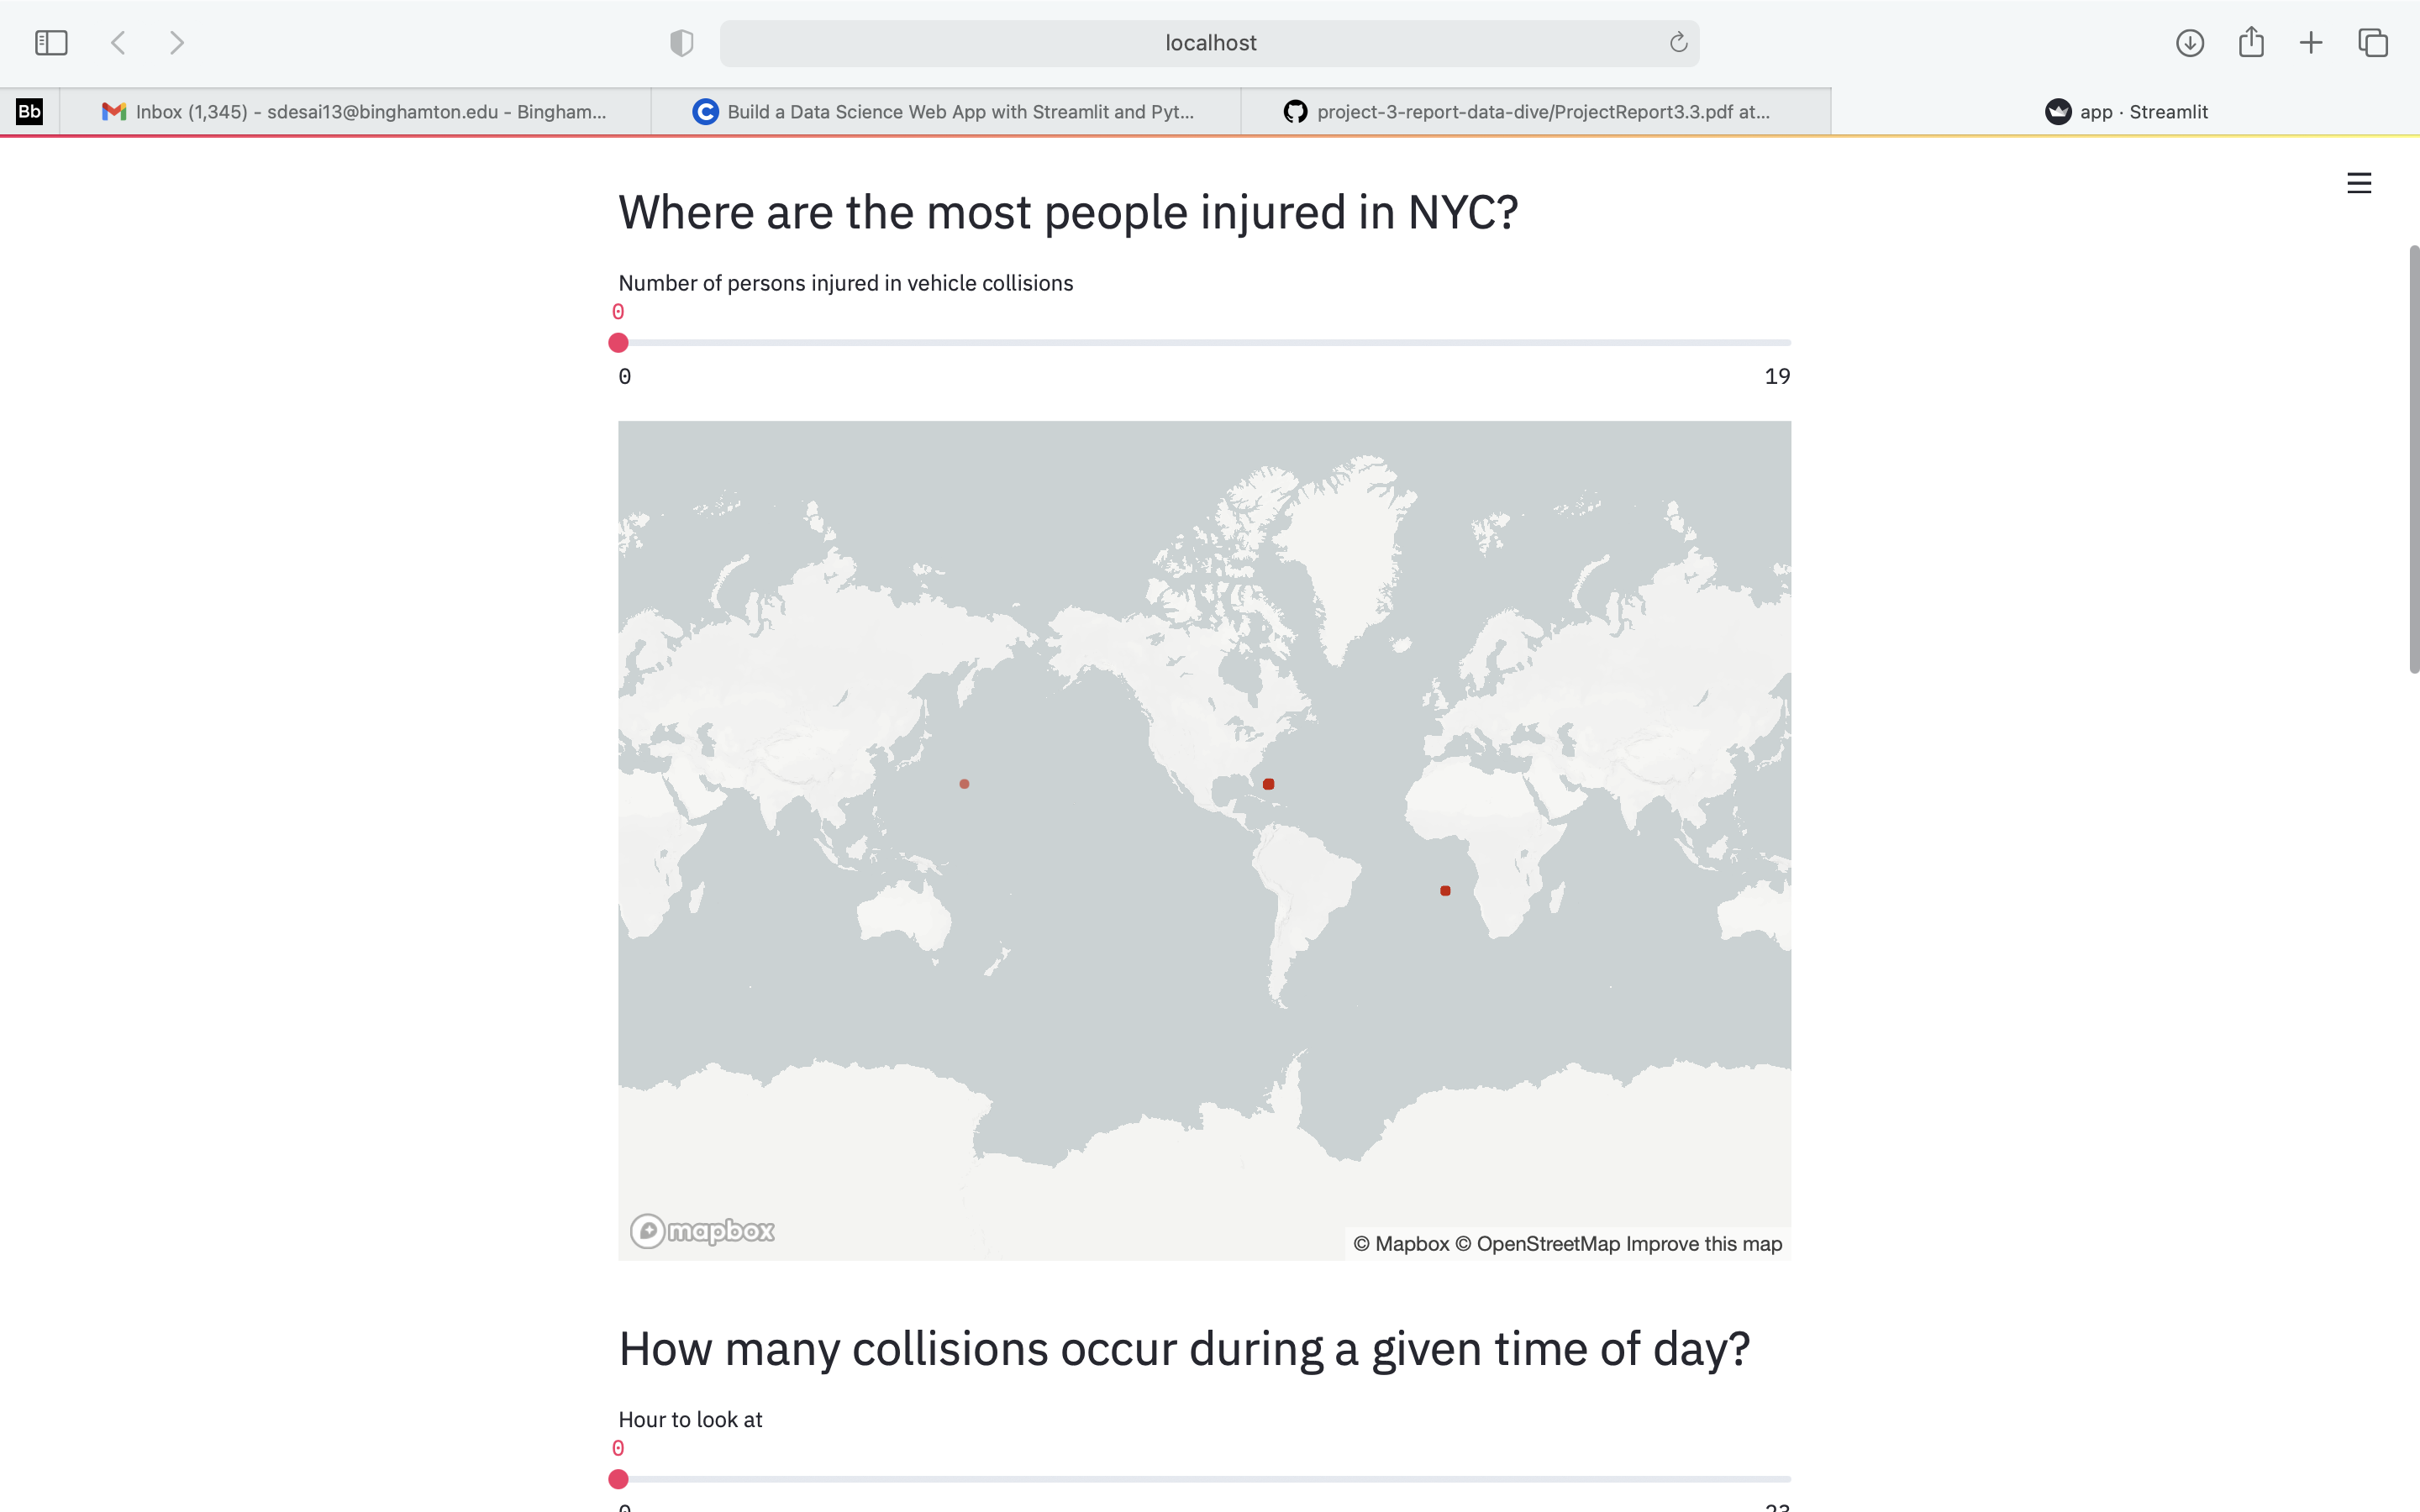 localhost
Bb
Inbox (1,345) - sdesai13@binghamton.edu - Bingham...
Build a Data Science Web App with Streamlit and Pyt...
project-3-report-data-dive/ProjectReport3.3.pdf at...
app · Streamlit
Where are the most people injured in NYC?
Number of persons injured in vehicle collisions
0
0 19
mapbox
© Mapbox © OpenStreetMap Improve this map
How many collisions occur during a given time of day?
Hour to look at
0
0 23